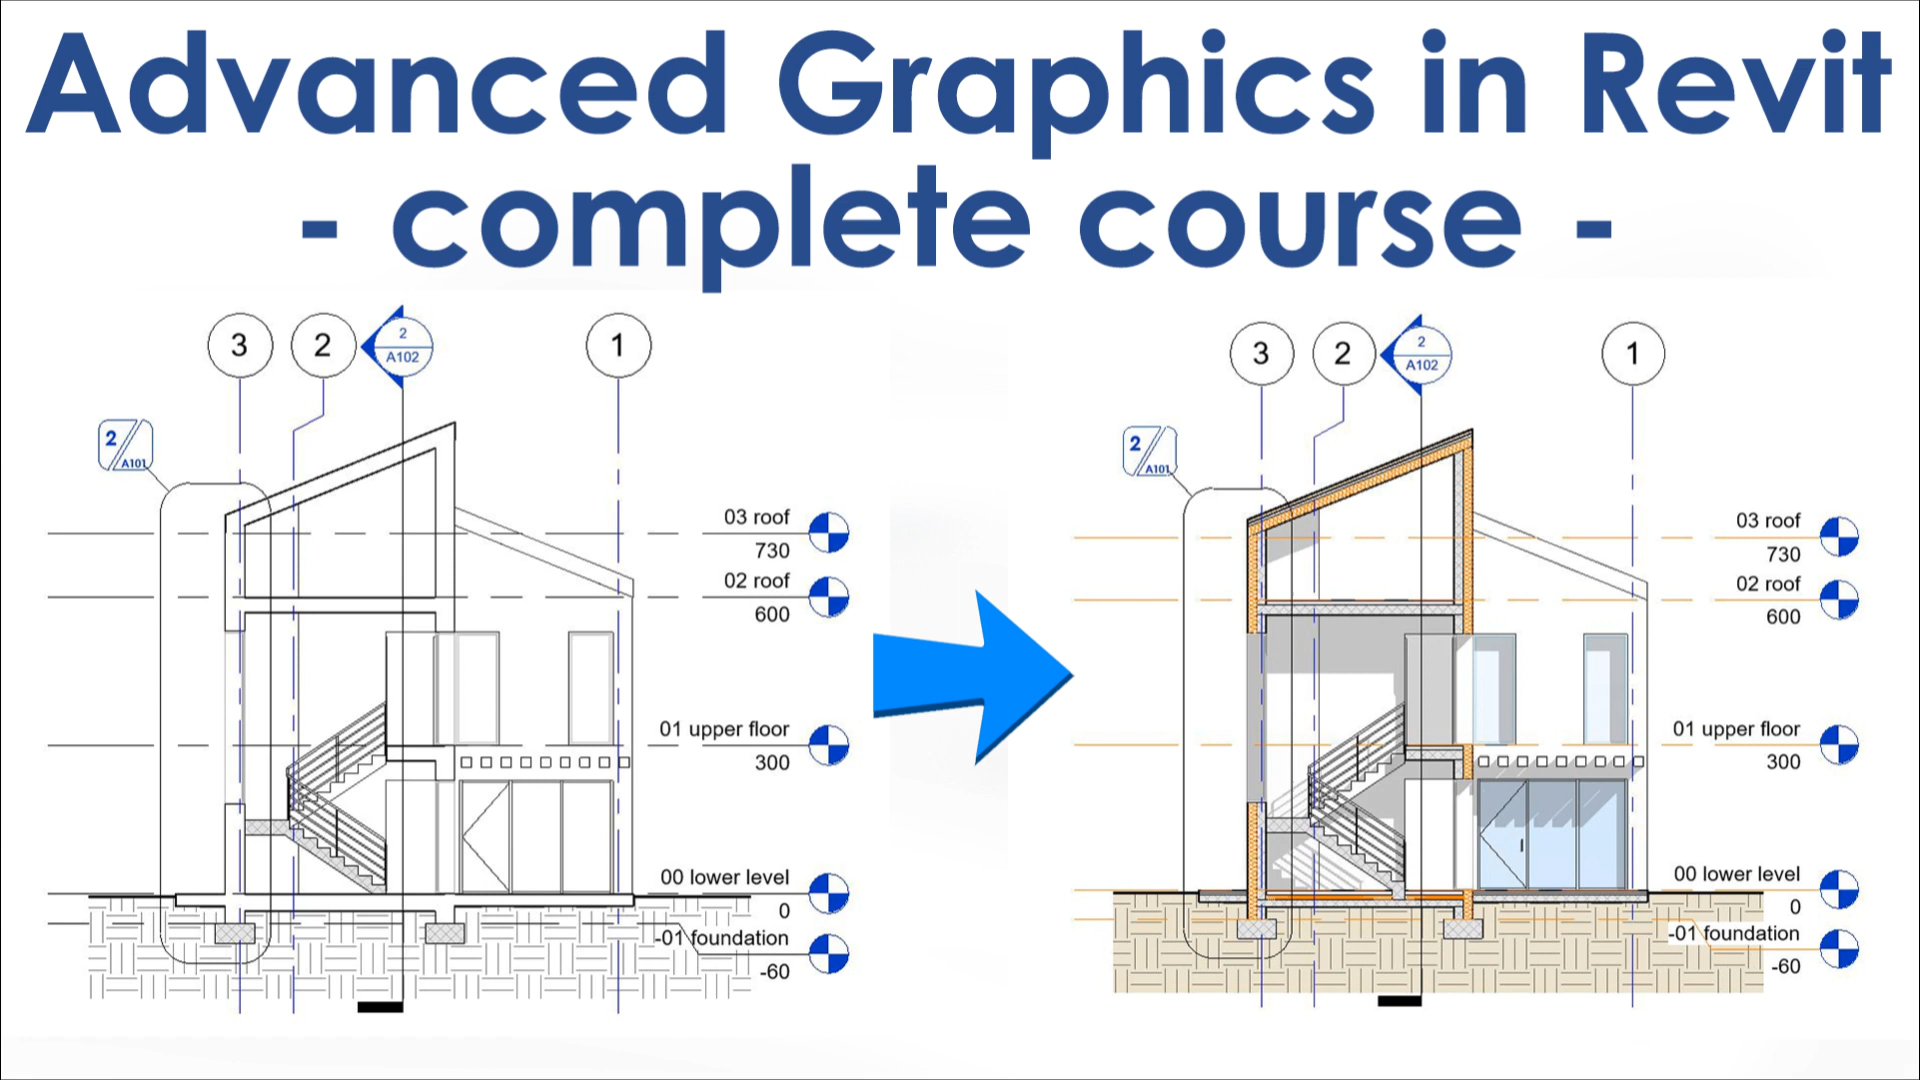 Advanced Graphics in Revit
- complete course -
3 2 2 1
A102
2
A101
03 roof
730
02 roof
600
01 upper floor
300
00 lower level
0
-01 foundation
-60
3 2 2 1
A102
2
A101
03 roof
730
02 roof
600
01 upper floor
300
00 lower level
0
-01 foundation
-60